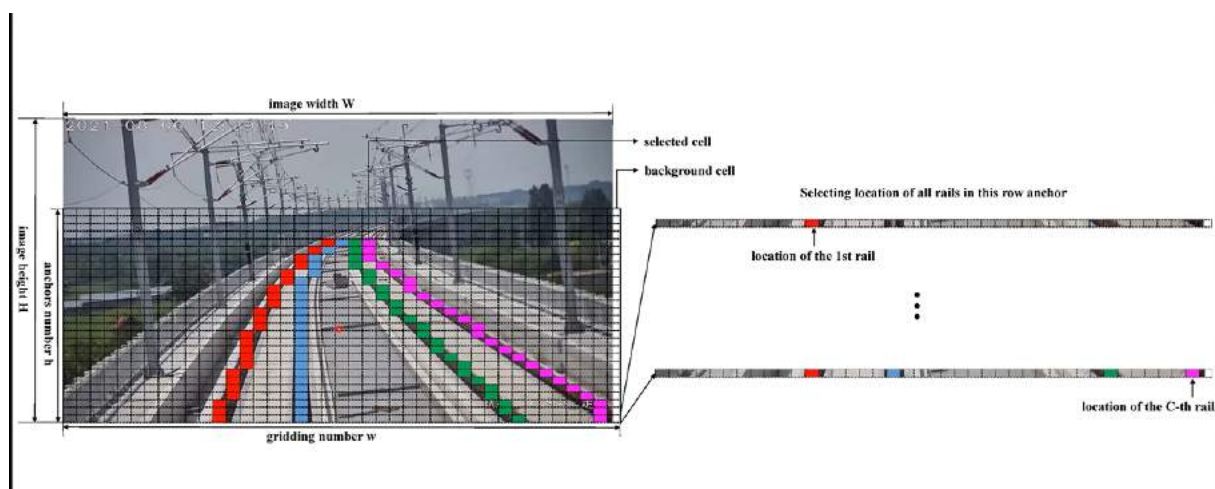 image width W
selected cell
background cell
image height H
anchors number h
gridding number w
Selecting location of all rails in this row anchor
location of the 1st rail
location of the C-th rail